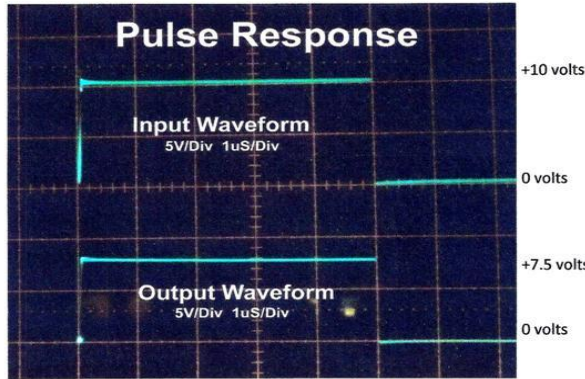 Pulse Response
+10 volts
Input Waveform
5V/Div 1uS/Div
0 volts
+7.5 volts
Output Waveform
5V/Div 1uS/Div
0 volts